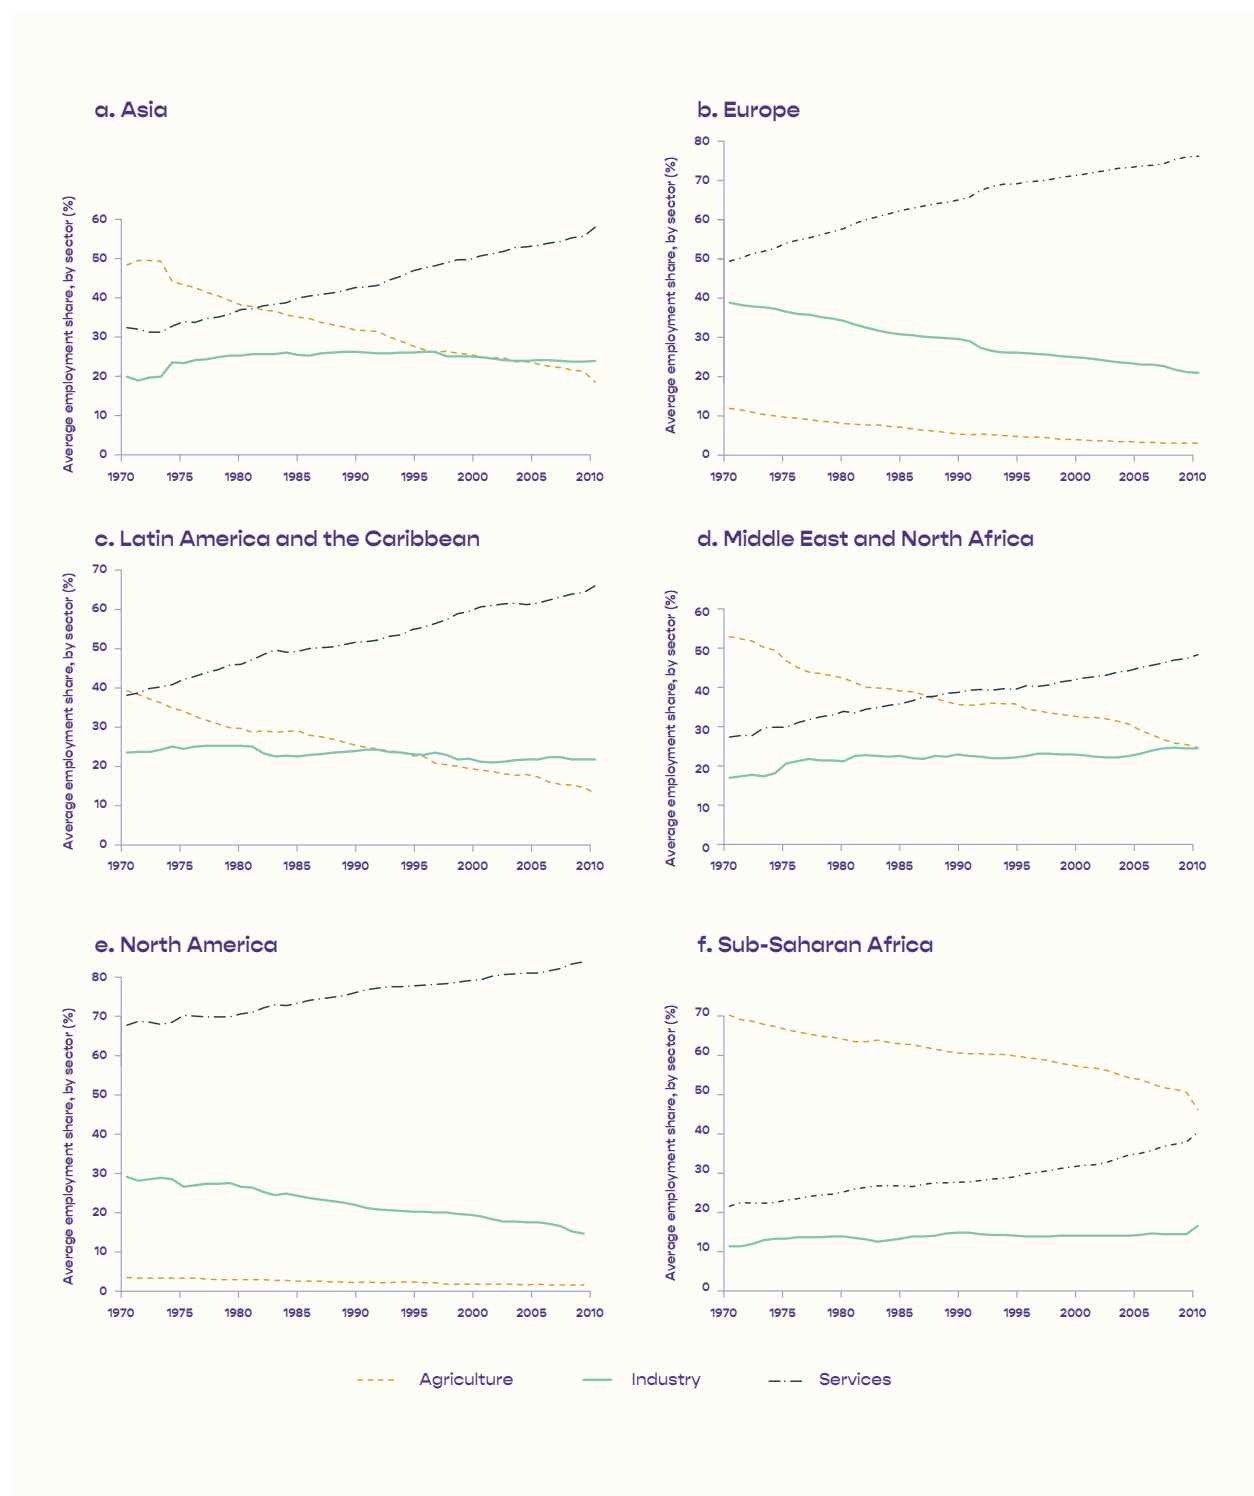 a. Asia
Average employment share, by sector (%)
60
50
40
30
20
10
0
1970 1975 1980 1985 1990 1995 2000 2005 2010
b. Europe
Average employment share, by sector (%)
80
70
60
50
40
30
20
10
0
1970 1975 1980 1985 1990 1995 2000 2005 2010
c. Latin America and the Caribbean
Average employment share, by sector (%)
70
60
50
40
30
20
10
0
1970 1975 1980 1985 1990 1995 2000 2005 2010
d. Middle East and North Africa
Average employment share, by sector (%)
60
50
40
30
20
10
0
1970 1975 1980 1985 1990 1995 2000 2005 2010
e. North America
Average employment share, by sector (%)
80
70
60
50
40
30
20
10
0
1970 1975 1980 1985 1990 1995 2000 2005 2010
f. Sub-Saharan Africa
Average employment share, by sector (%)
70
60
50
40
30
20
10
0
1970 1975 1980 1985 1990 1995 2000 2005 2010
Agriculture Industry Services